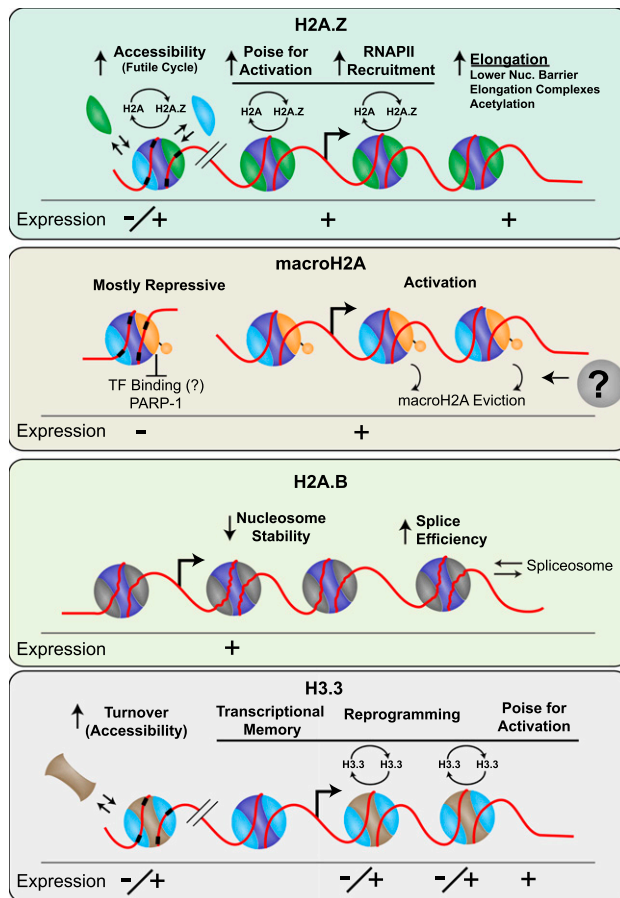 H2A.Z
Accessibility
(Futile Cycle)
Poise for
Activation
RNAPII
Recruitment
Elongation
Lower Nuc. Barrier
Elongation Complexes
Acetylation
H2A H2A.Z
H2A H2A.Z
H2A H2A.Z
Expression -/+ + +
macroH2A
Mostly Repressive
Activation
TF Binding (?)
PARP-1
macroH2A Eviction
?
Expression - +
H2A.B
Nucleosome
Stability
Splice
Efficiency
Spliceosome
Expression +
H3.3
Turnover
(Accessibility)
Transcriptional
Memory
Reprogramming
Poise for
Activation
H3.3 H3.3
H3.3 H3.3
Expression -/+ -/+ -/+ +